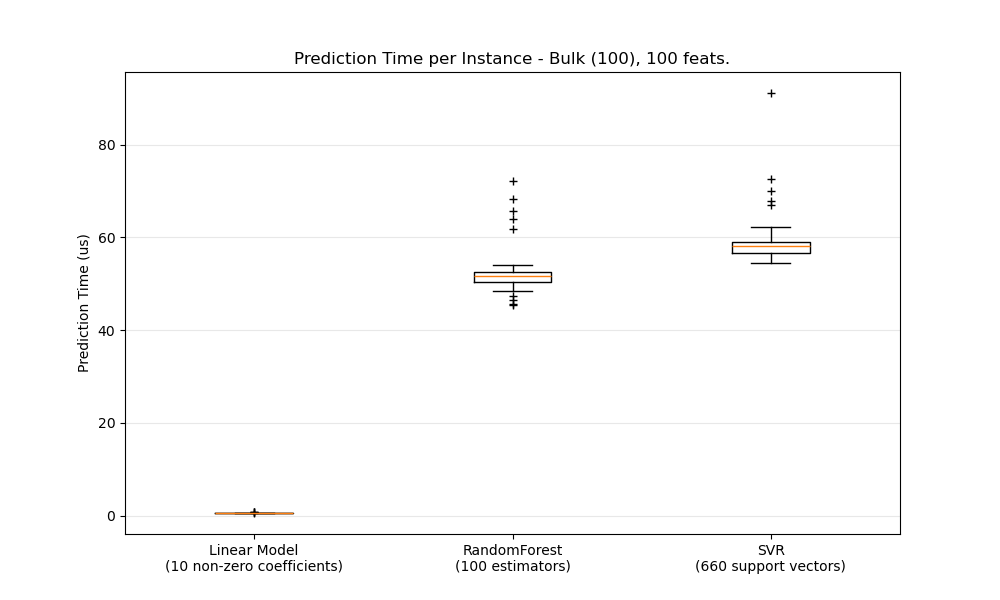 Prediction Time per Instance - Bulk (100), 100 feats.
Prediction Time (us)
80
60
40
20
0
Linear Model
(10 non-zero coefficients)
RandomForest
(100 estimators)
SVR
(660 support vectors)